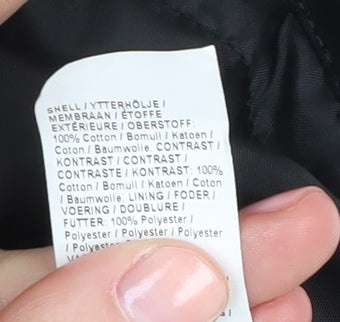 SHELL / YTTERHÖLJE /
MEMBRAAN / ÉTOFFE
EXTÉRIEURE / OBERSTOFF:
100% Cotton / Bomull / Katoen /
Coton / Baumwolle. CONTRAST /
KONTRAST / CONTRAST /
CONTRASTE / KONTRAST: 100%
Cotton / Bomull / Katoen / Coton
/ Baumwolle. LINING / FODER /
VOERING / DOUBLURE /
FUTTER: 100% Polyester /
Polyester / Polyester / Polyester
/ Polyester